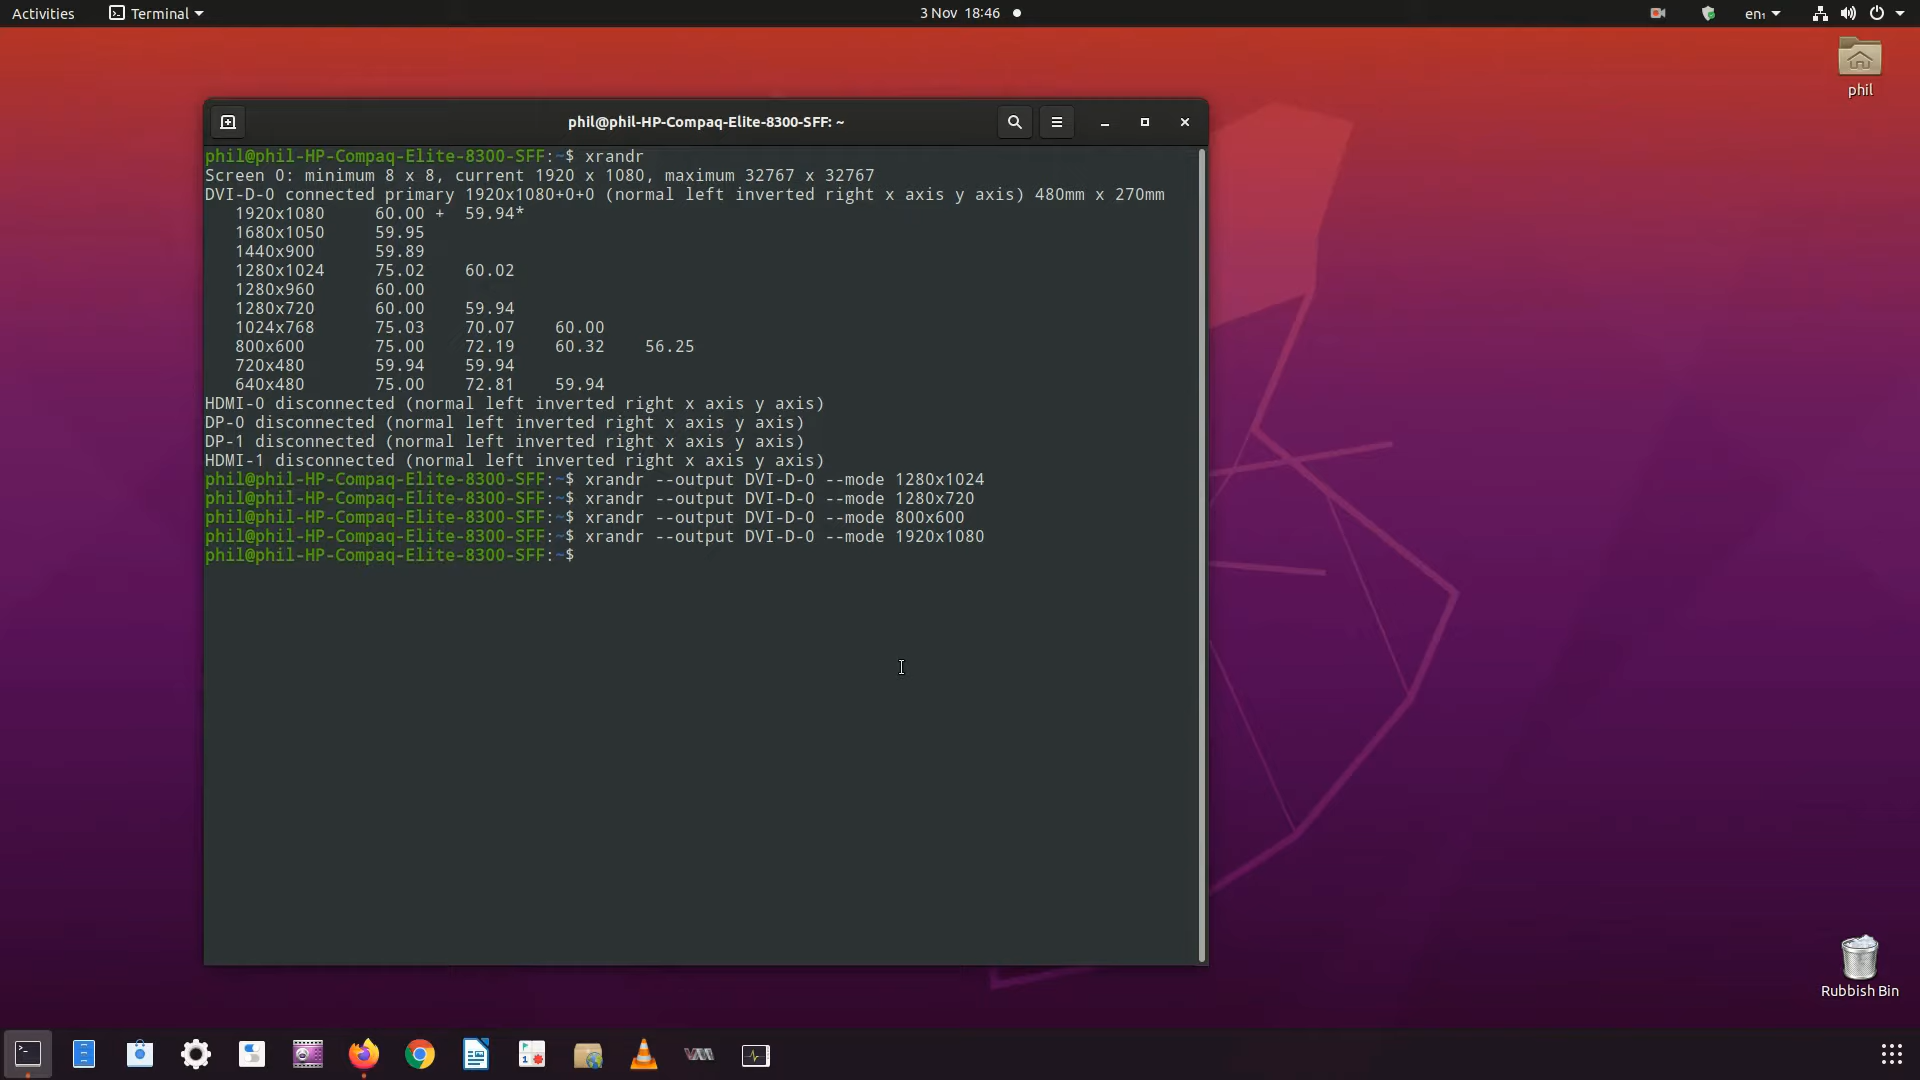 Activities Terminal 3 Nov 18:46 en₁
phil
phil@phil-HP-Compaq-Elite-8300-SFF: ~
phil@phil-HP-Compaq-Elite-8300-SFF:~$ xrandr
Screen 0: minimum 8 x 8, current 1920 x 1080, maximum 32767 x 32767
DVI-D-0 connected primary 1920x1080+0+0 (normal left inverted right x axis y axis) 480mm x 270mm
   1920x1080     60.00 +  59.94*
   1680x1050     59.95
   1440x900      59.89
   1280x1024     75.02    60.02
   1280x960      60.00
   1280x720      60.00    59.94
   1024x768      75.03    70.07    60.00
   800x600       75.00    72.19    60.32    56.25
   720x480       59.94    59.94
   640x480       75.00    72.81    59.94
HDMI-0 disconnected (normal left inverted right x axis y axis)
DP-0 disconnected (normal left inverted right x axis y axis)
DP-1 disconnected (normal left inverted right x axis y axis)
HDMI-1 disconnected (normal left inverted right x axis y axis)
phil@phil-HP-Compaq-Elite-8300-SFF:~$ xrandr --output DVI-D-0 --mode 1280x1024
phil@phil-HP-Compaq-Elite-8300-SFF:~$ xrandr --output DVI-D-0 --mode 1280x720
phil@phil-HP-Compaq-Elite-8300-SFF:~$ xrandr --output DVI-D-0 --mode 800x600
phil@phil-HP-Compaq-Elite-8300-SFF:~$ xrandr --output DVI-D-0 --mode 1920x1080
phil@phil-HP-Compaq-Elite-8300-SFF:~$
Rubbish Bin